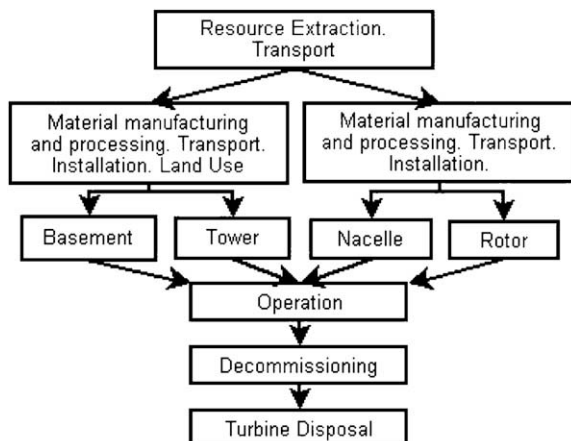 Resource Extraction.
Transport
Material manufacturing
and processing. Transport.
Installation. Land Use
Material manufacturing
and processing. Transport.
Installation.
Basement
Tower
Nacelle
Rotor
Operation
Decommissioning
Turbine Disposal